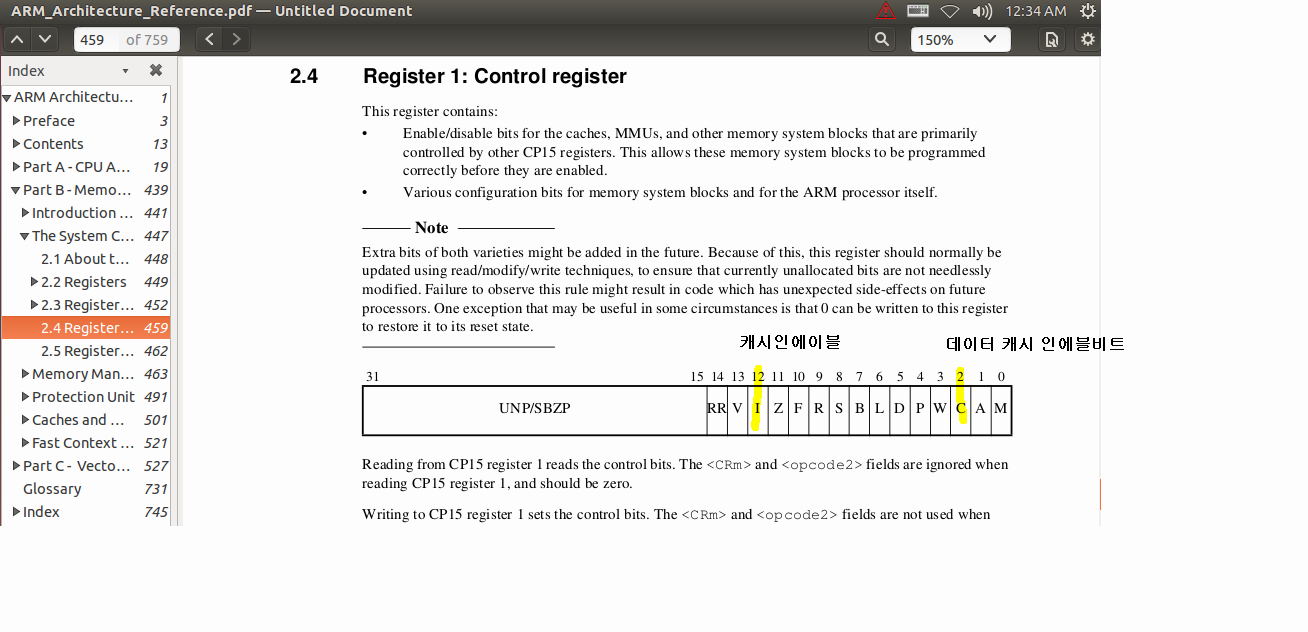 ARM_Architecture_Reference.pdf — Untitled Document
12:34 AM
459 of 759
150%
Index
ARM Architectu... 1
Preface 3
Contents 13
Part A - CPU A... 19
Part B - Memo... 439
Introduction ... 441
The System C... 447
2.1 About t... 448
2.2 Registers 449
2.3 Register... 452
2.4 Register... 459
2.5 Register... 462
Memory Man... 463
Protection Unit 491
Caches and ... 501
Fast Context ... 521
Part C - Vecto... 527
Glossary 731
Index 745
2.4 Register 1: Control register
This register contains:
• Enable/disable bits for the caches, MMUs, and other memory system blocks that are primarily
controlled by other CP15 registers. This allows these memory system blocks to be programmed
correctly before they are enabled.
• Various configuration bits for memory system blocks and for the ARM processor itself.
Note
Extra bits of both varieties might be added in the future. Because of this, this register should normally be
updated using read/modify/write techniques, to ensure that currently unallocated bits are not needlessly
modified. Failure to observe this rule might result in code which has unexpected side-effects on future
processors. One exception that may be useful in some circumstances is that 0 can be written to this register
to restore it to its reset state.
캐시인에이블 데이터 캐시 인에블비트
31 15 14 13 12 11 10 9 8 7 6 5 4 3 2 1 0
UNP/SBZP RR V I Z F R S B L D P W C A M
Reading from CP15 register 1 reads the control bits. The <CRm> and <opcode2> fields are ignored when
reading CP15 register 1, and should be zero.
Writing to CP15 register 1 sets the control bits. The <CRm> and <opcode2> fields are not used when